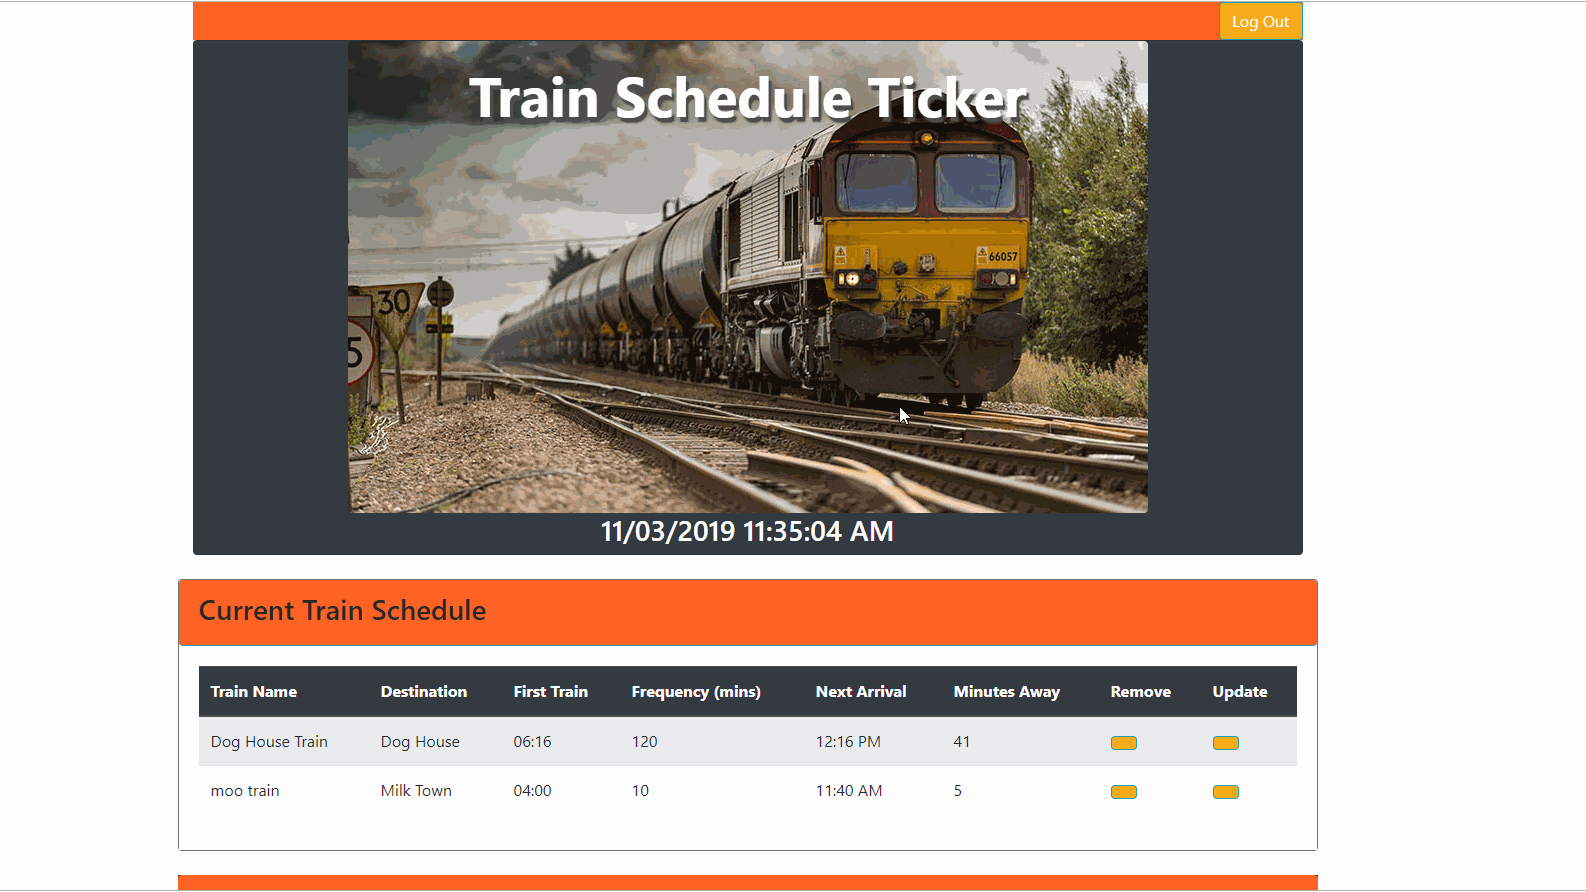 Log Out
Train Schedule Ticker
66057
30
5
11/03/2019 11:35:04 AM
Current Train Schedule
Train Name Destination First Train Frequency (mins) Next Arrival Minutes Away Remove Update
Dog House Train Dog House 06:16 120 12:16 PM 41
moo train Milk Town 04:00 10 11:40 AM 5